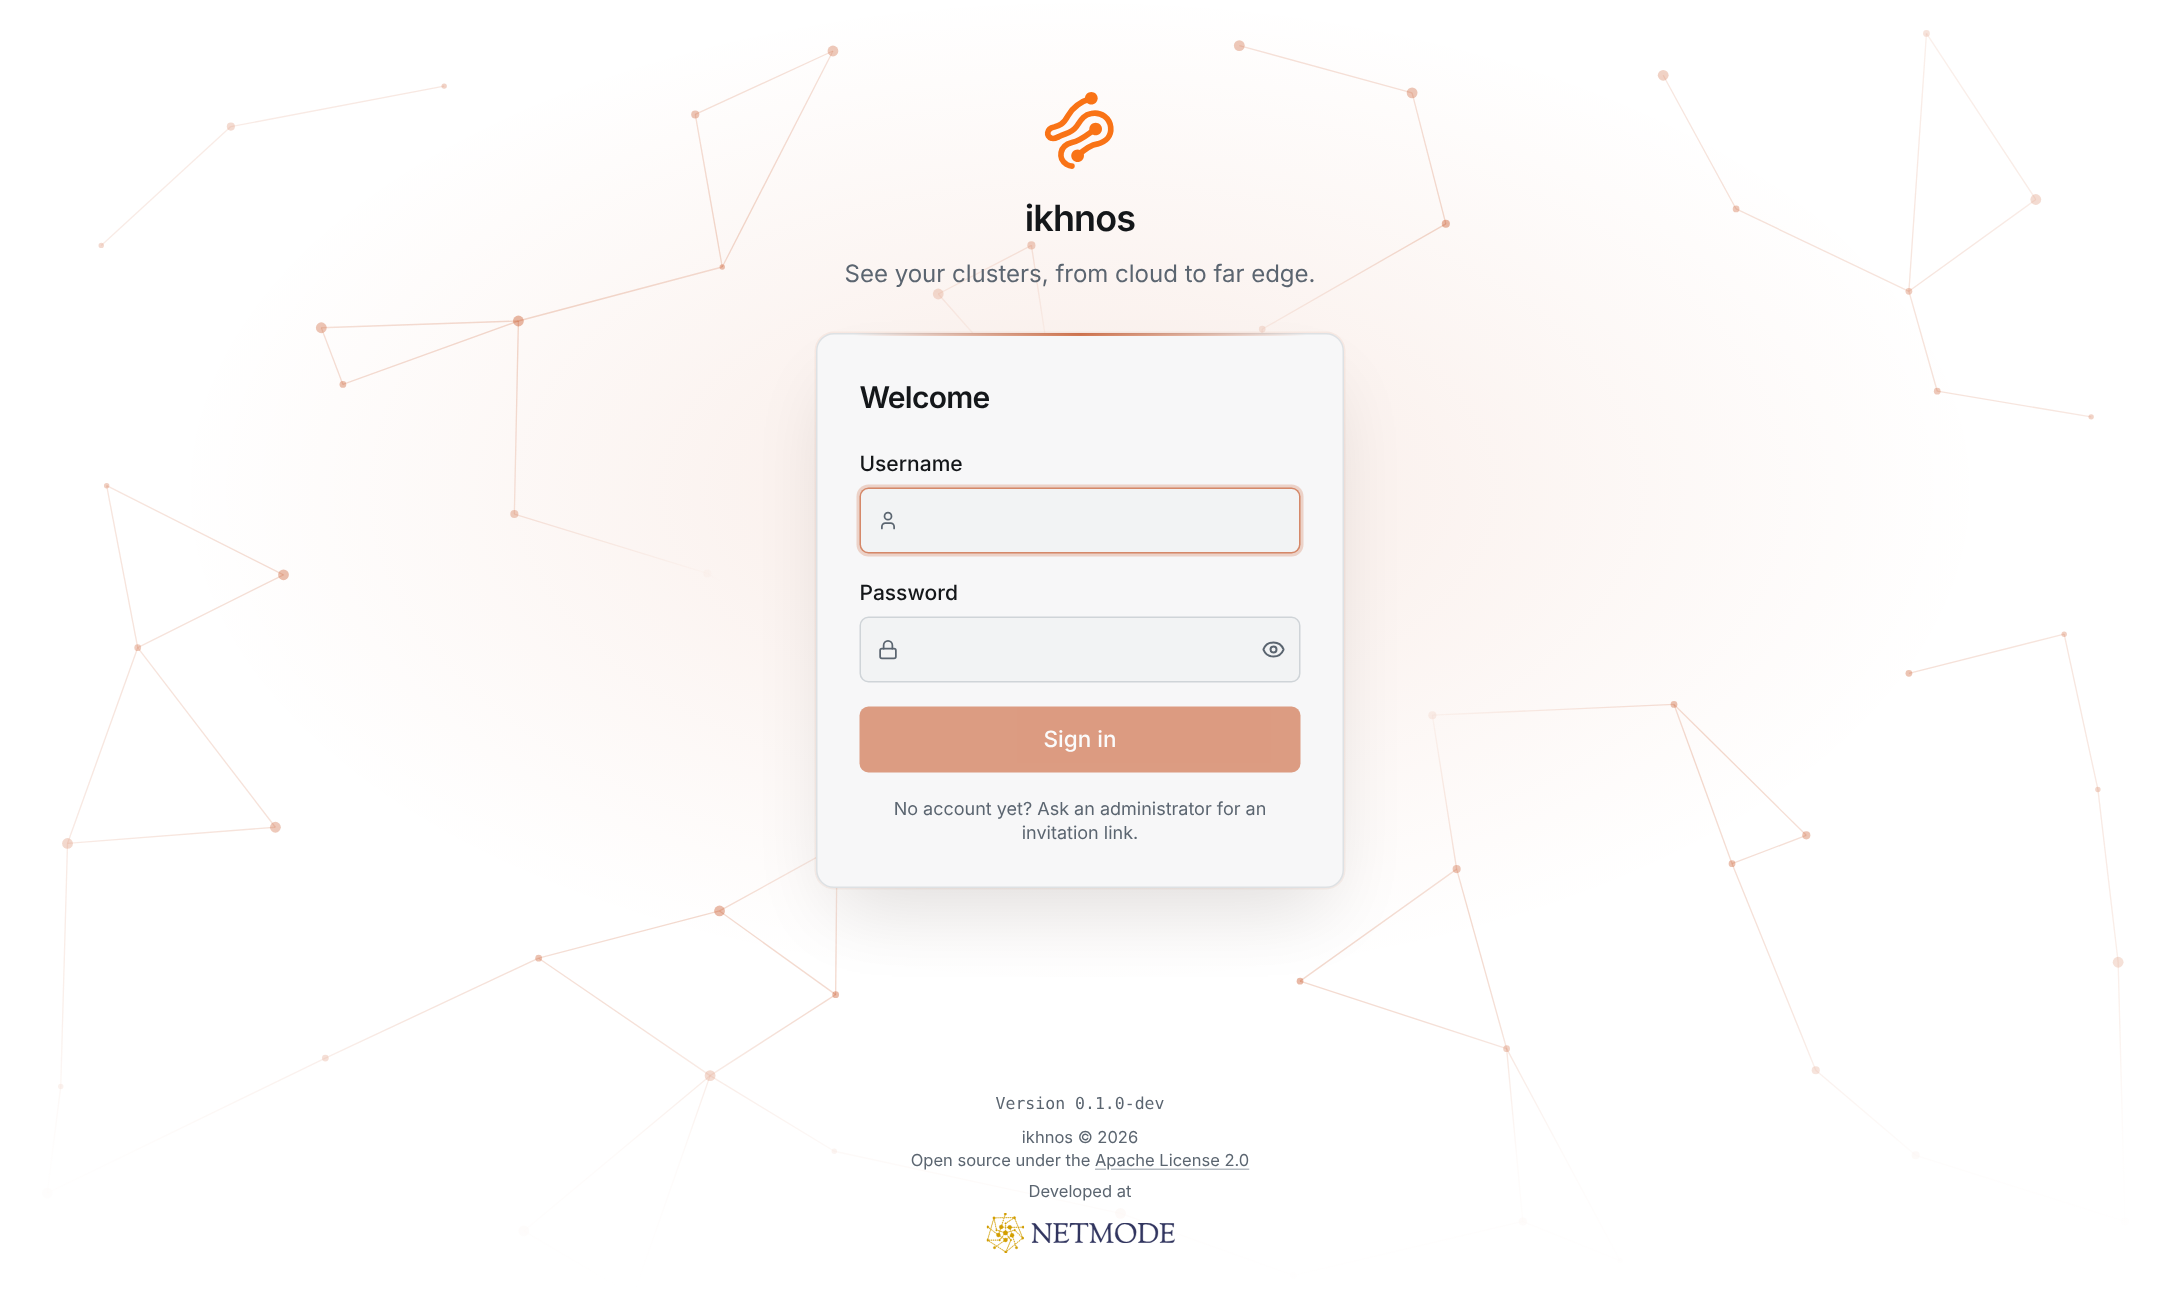 ikhnos
See your clusters, from cloud to far edge.
Welcome
Username
Password
Sign in
No account yet? Ask an administrator for an
invitation link.
Version 0.1.0-dev
ikhnos © 2026
Open source under the Apache License 2.0
Developed at
NETMODE